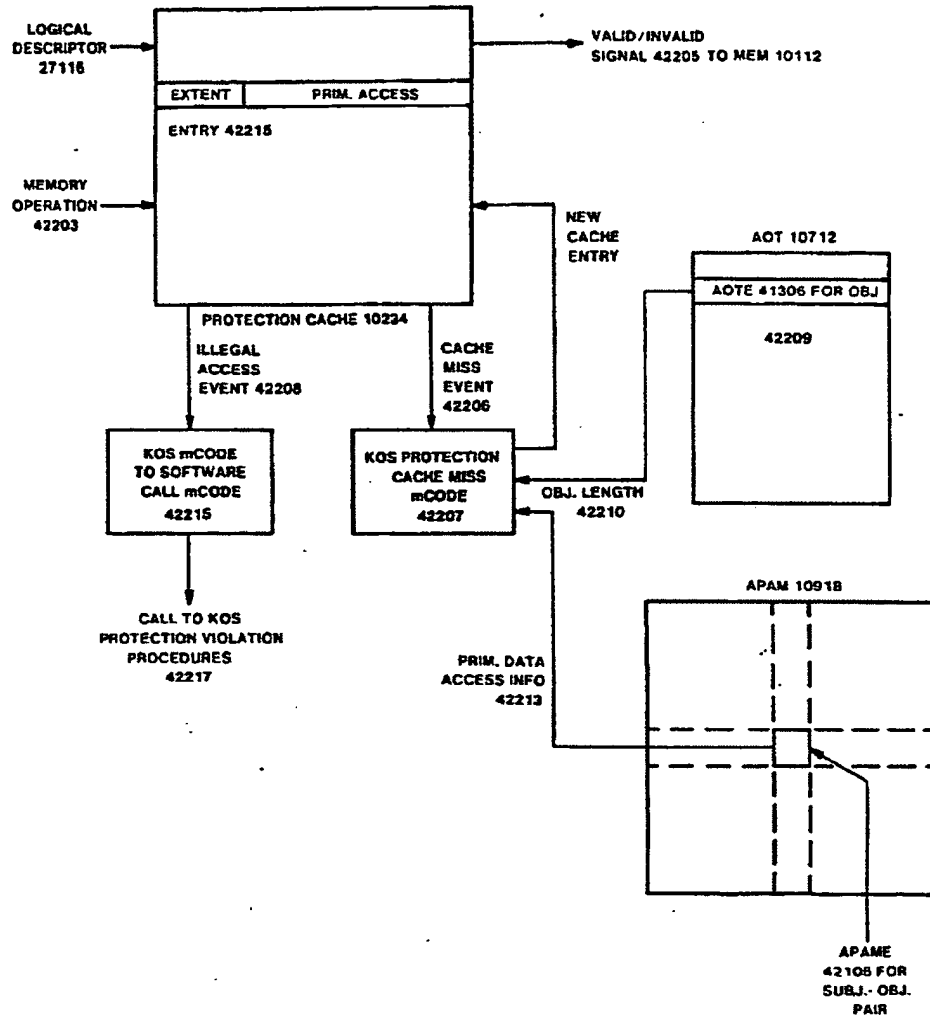 LOGICAL
DESCRIPTOR
27116
VALID/INVALID
SIGNAL 42205 TO MEM 10112
EXTENT
PRIM. ACCESS
ENTRY 42215
MEMORY
OPERATION
42203
NEW
CACHE
ENTRY
AOT 10712
AOTE 41306 FOR OBJ
42209
PROTECTION CACHE 10234
ILLEGAL
ACCESS
EVENT 42208
CACHE
MISS
EVENT
42206
KOS mCODE
TO SOFTWARE
CALL mCODE
42215
KOS PROTECTION
CACHE MISS
mCODE
42207
OBJ. LENGTH
42210
CALL TO KOS
PROTECTION VIOLATION
PROCEDURES
42217
APAM 10918
PRIM. DATA
ACCESS INFO
42213
APAME
42106 FOR
SUBJ.- OBJ.
PAIR